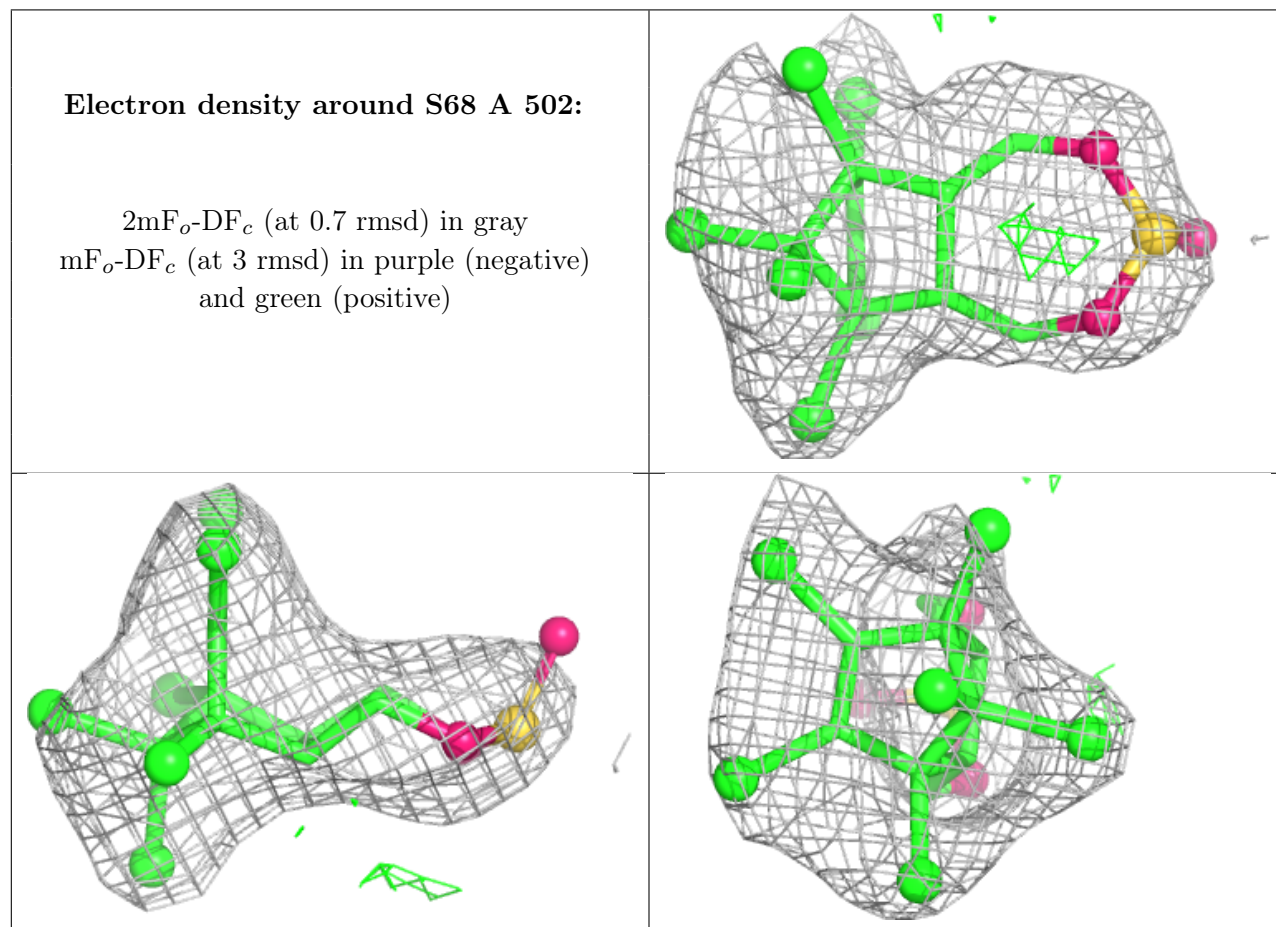 Electron density around S68 A 502:
2mFₒ-DF𝒸 (at 0.7 rmsd) in gray
mFₒ-DF𝒸 (at 3 rmsd) in purple (negative)
and green (positive)